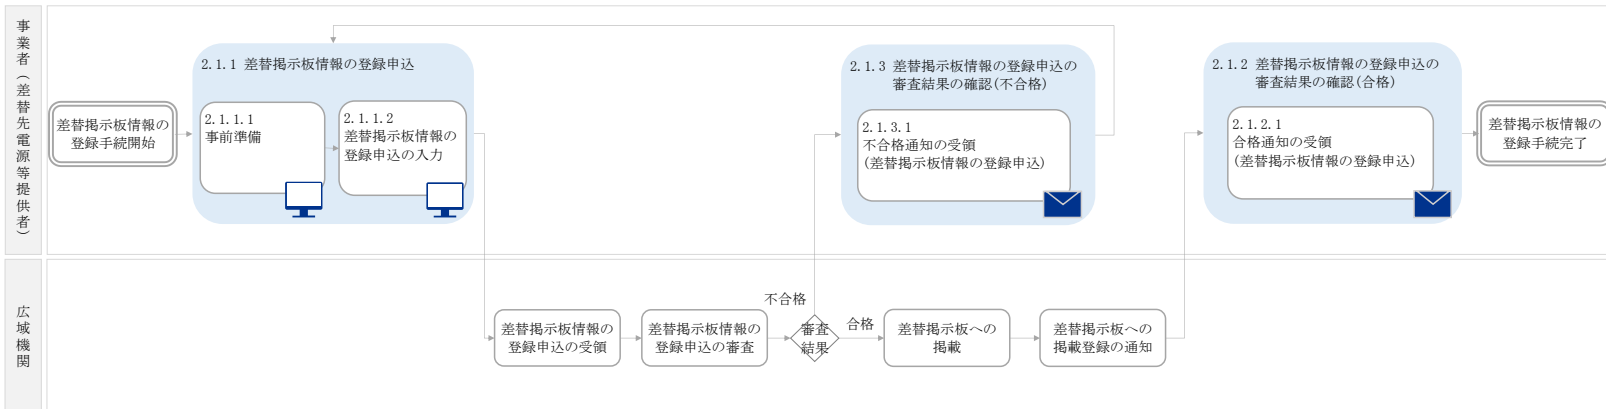 事業者(差替先電源等提供者)
差替掲示板情報の
登録手続開始
2.1.1 差替掲示板情報の登録申込
2.1.1.1
事前準備
2.1.1.2
差替掲示板情報の
登録申込の入力
2.1.3 差替掲示板情報の登録申込の
審査結果の確認(不合格)
2.1.3.1
不合格通知の受領
(差替掲示板情報の登録申込)
2.1.2 差替掲示板情報の登録申込の
審査結果の確認(合格)
2.1.2.1
合格通知の受領
(差替掲示板情報の登録申込)
差替掲示板情報の
登録手続完了
広域機関
差替掲示板情報の
登録申込の受領
差替掲示板情報の
登録申込の審査
不合格
審査
結果
合格
差替掲示板への
掲載
差替掲示板への
掲載登録の通知